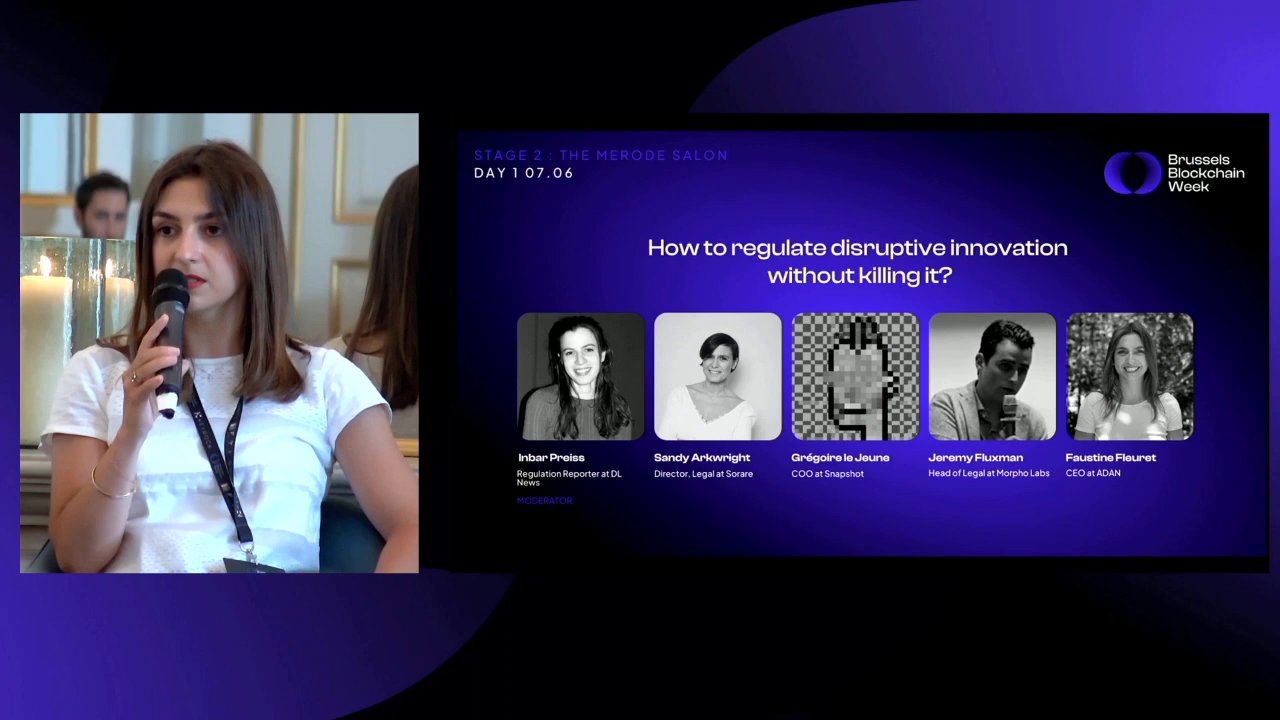 STAGE 2 : THE MERODE SALON
DAY 1 07.06
Brussels
Blockchain
Week
How to regulate disruptive innovation
without killing it?
Inbar Preiss
Regulation Reporter at DL
News
MODERATOR
Sandy Arkwright
Director, Legal at Sorare
Grégoire le Jeune
COO at Snapshot
Jeremy Fluxman
Head of Legal at Morpho Labs
Faustine Fleuret
CEO at ADAN